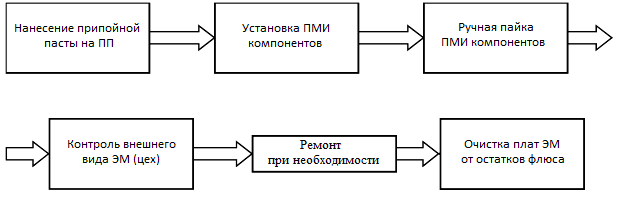 Нанесение припойной
пасты на ПП
Установка ПМИ
компонентов
Ручная пайка
ПМИ компонентов
Контроль внешнего
вида ЭМ (цех)
Ремонт
при необходимости
Очистка плат ЭМ
от остатков флюса